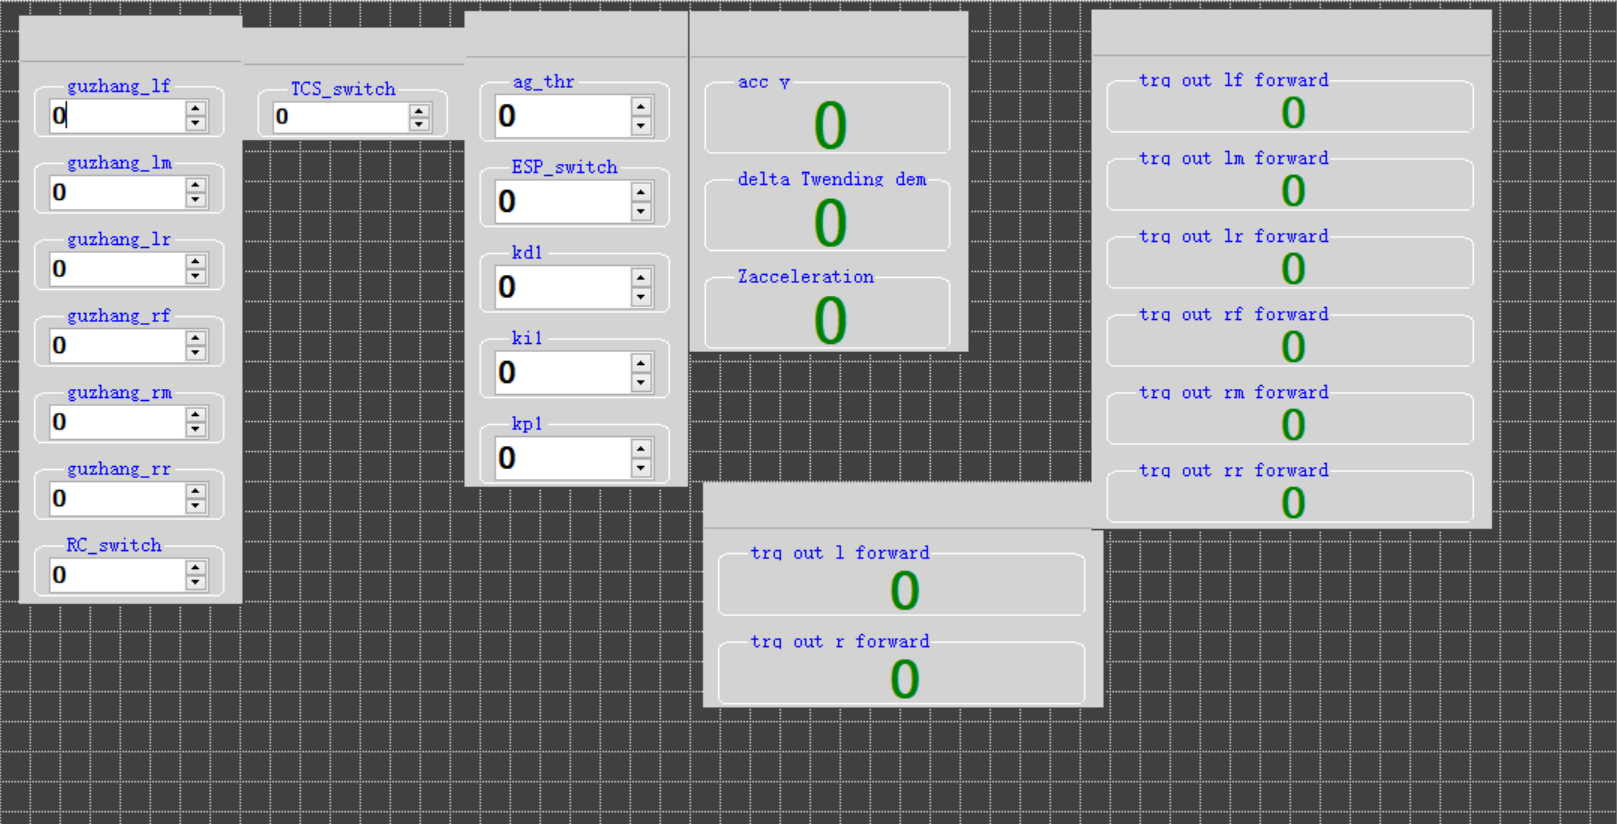 guzhang_lf
0
guzhang_lm
0
guzhang_lr
0
guzhang_rf
0
guzhang_rm
0
guzhang_rr
0
RC_switch
0
TCS_switch
0
ag_thr
0
ESP_switch
0
kd1
0
ki1
0
kp1
0
acc y
0
delta Twending dem
0
Zacceleration
0
trq out l forward
0
trq out r forward
0
trq out lf forward
0
trq out lm forward
0
trq out lr forward
0
trq out rf forward
0
trq out rm forward
0
trq out rr forward
0